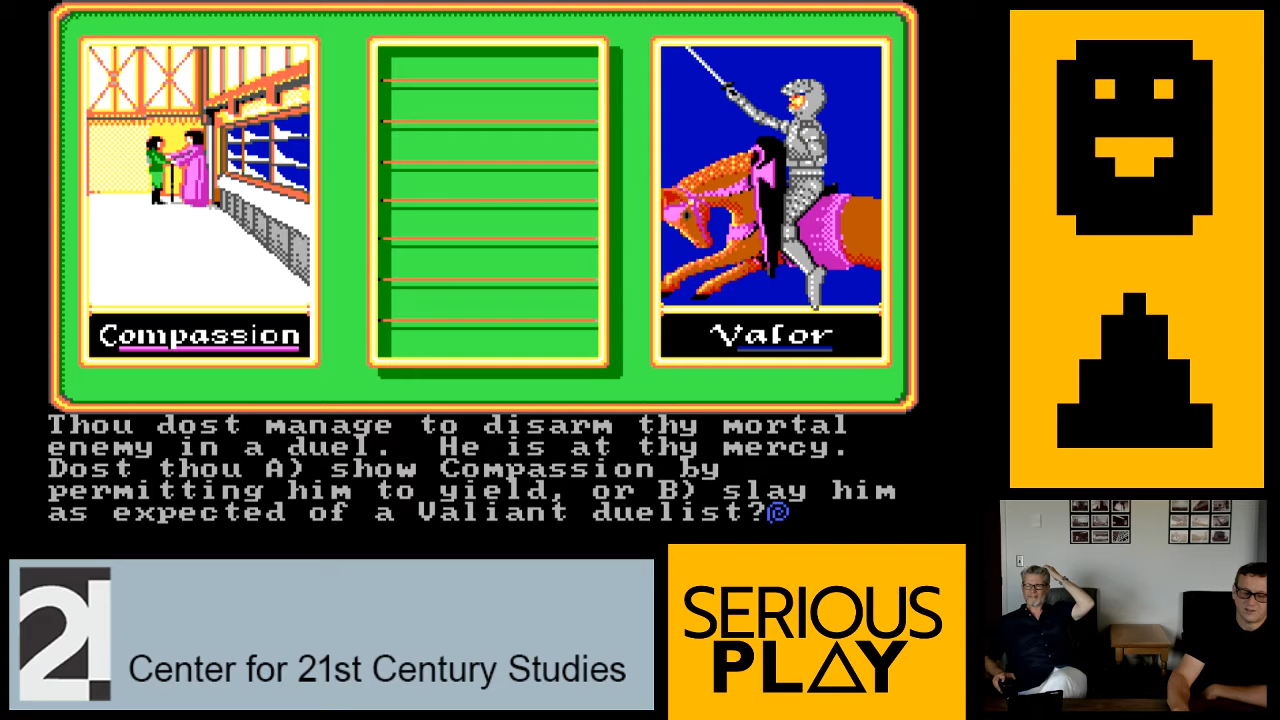 Compassion
Valor
Thou dost manage to disarm thy mortal
enemy in a duel. He is at thy mercy.
Dost thou A) show Compassion by
permitting him to yield, or B) slay him
as expected of a Valiant duelist?
21
Center for 21st Century Studies
SERIOUS
PLAY